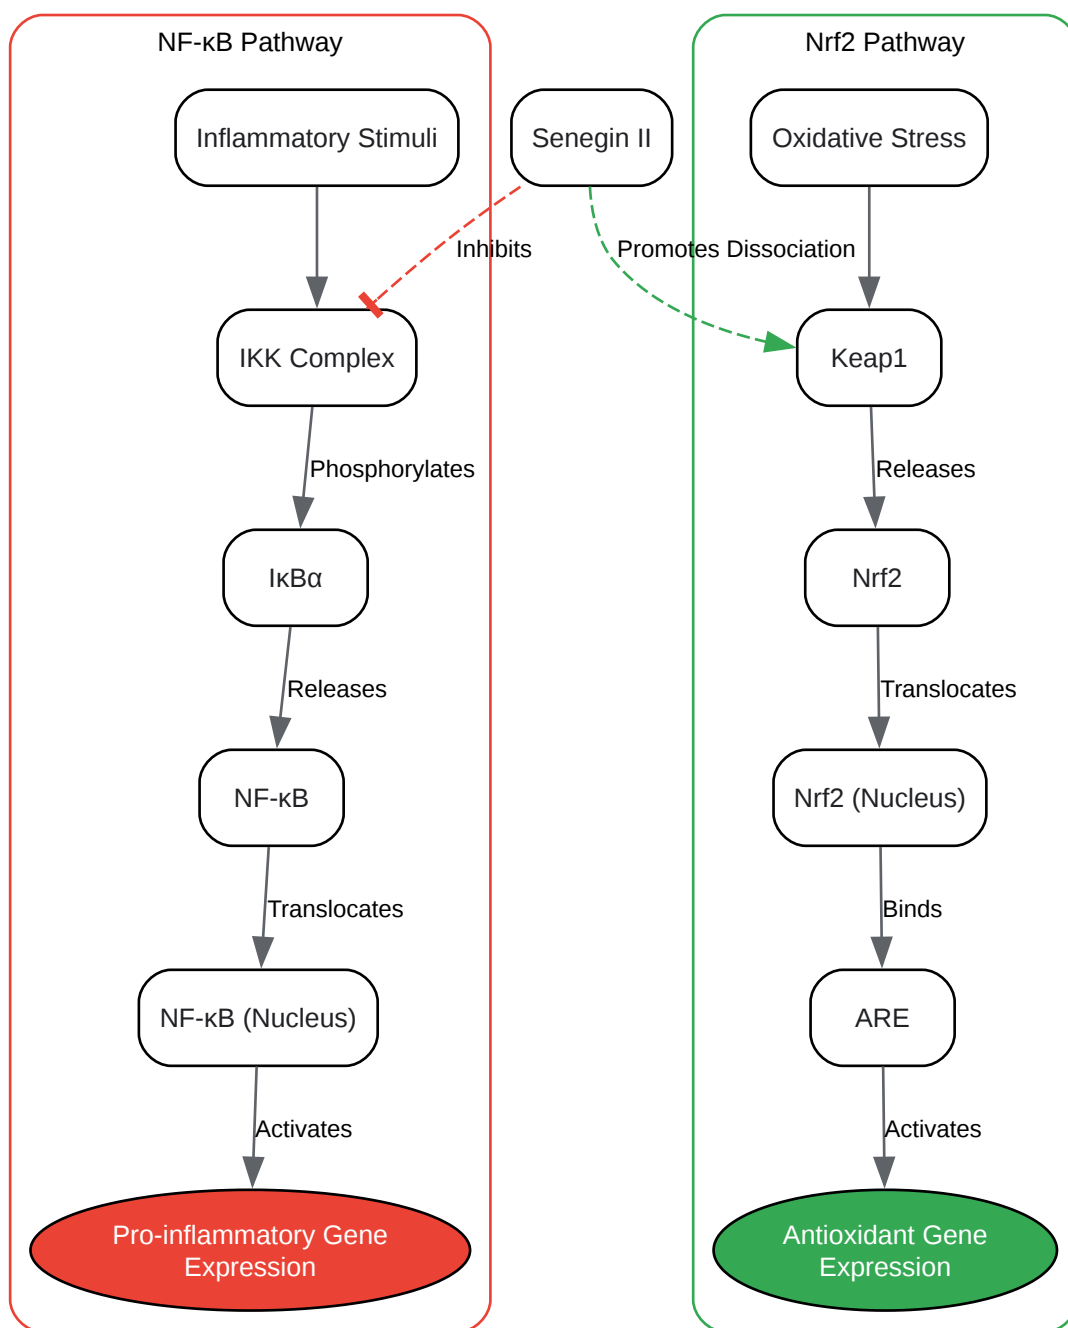 NF-κB Pathway
Inflammatory Stimuli
Inhibits
IKK Complex
Phosphorylates
IκBα
Releases
NF-κB
Translocates
NF-κB (Nucleus)
Activates
Pro-inflammatory Gene
Expression
Senegin II
Promotes Dissociation
Nrf2 Pathway
Oxidative Stress
Keap1
Releases
Nrf2
Translocates
Nrf2 (Nucleus)
Binds
ARE
Activates
Antioxidant Gene
Expression